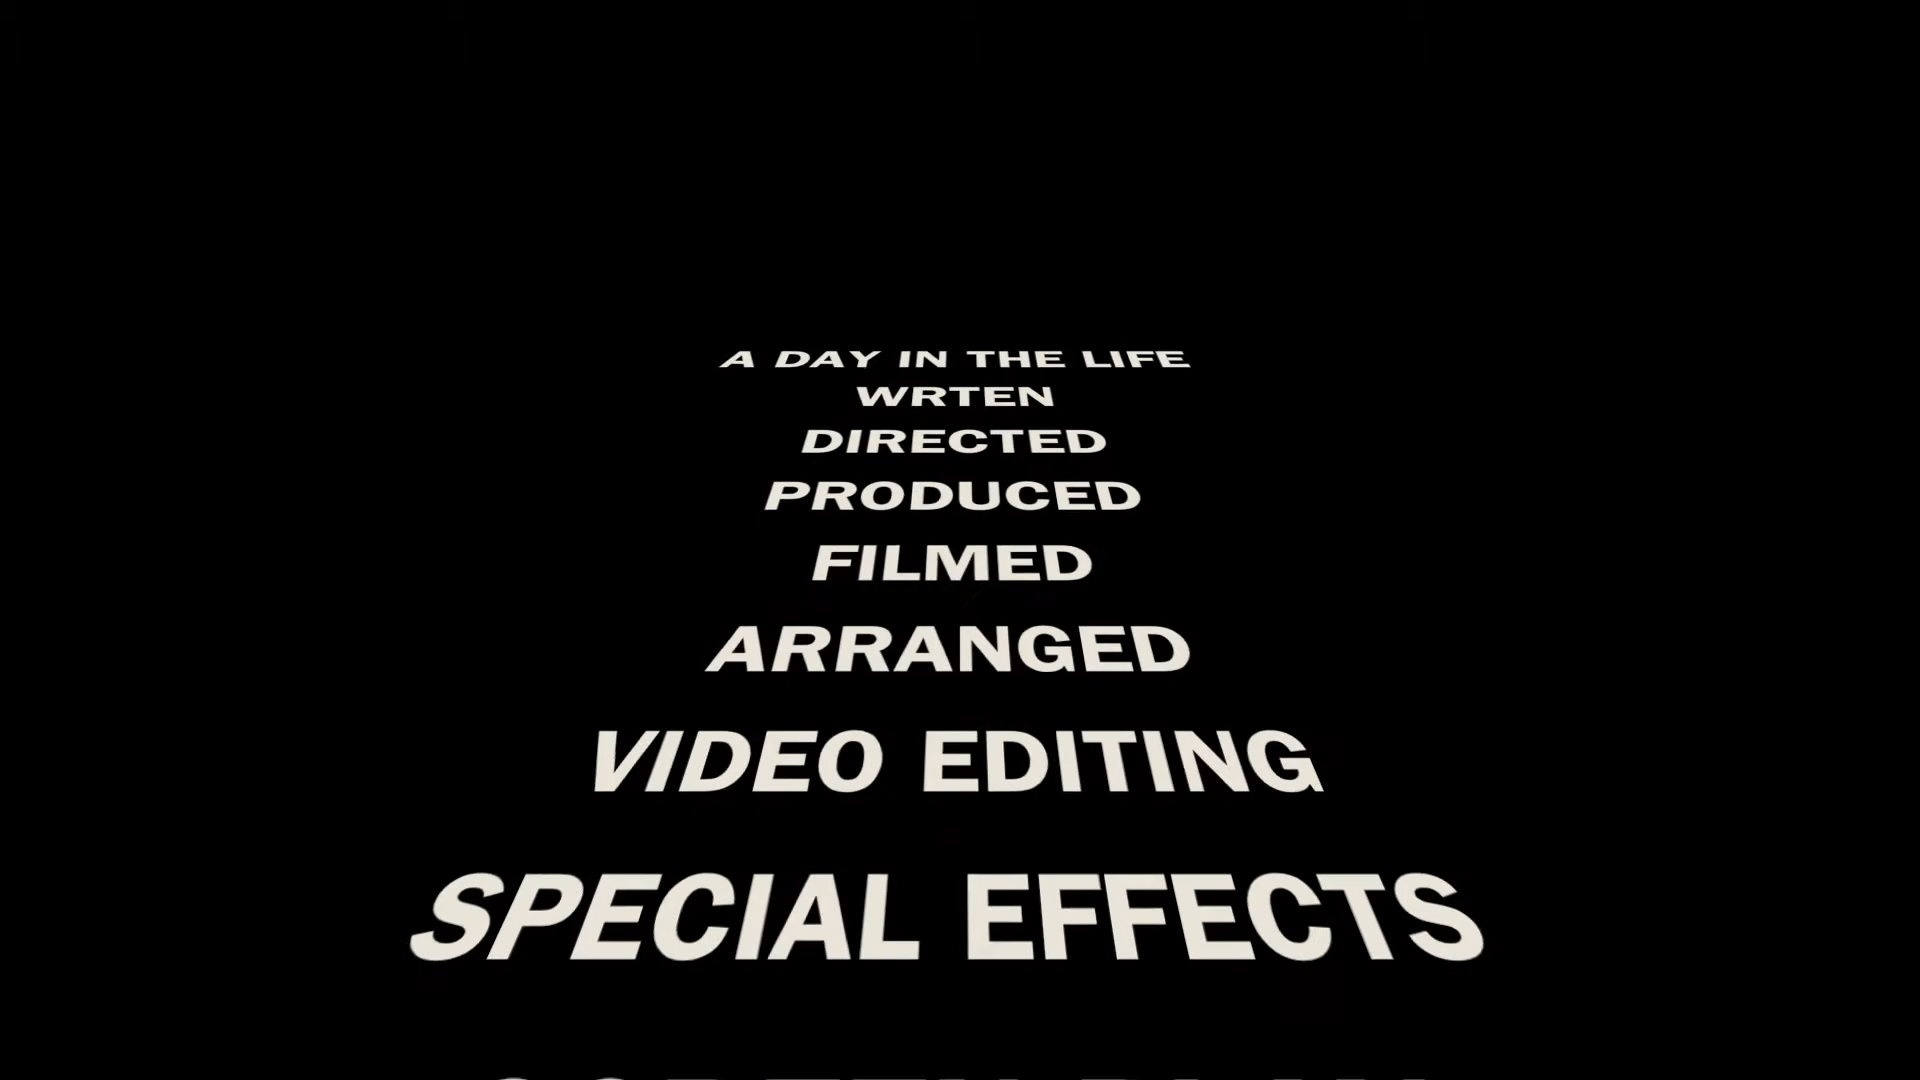 A DAY IN THE LIFE
WRTEN
DIRECTED
PRODUCED
FILMED
ARRANGED
VIDEO EDITING
SPECIAL EFFECTS